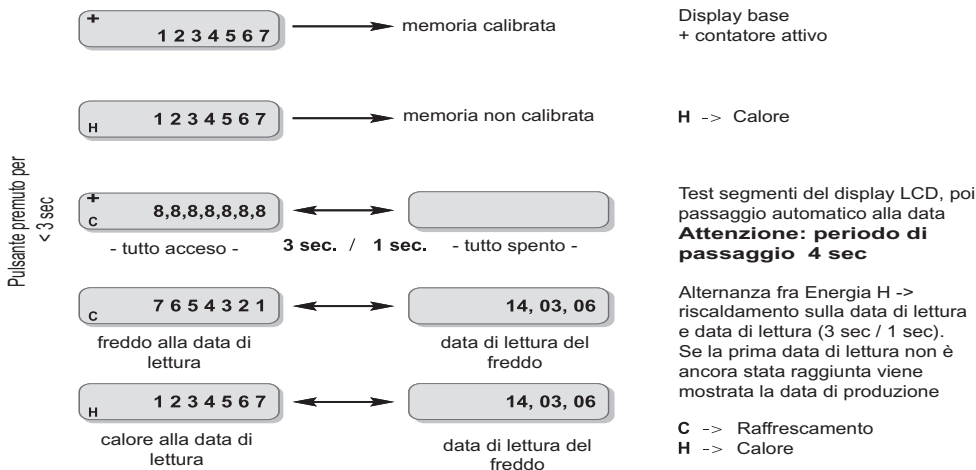 Pulsante premuto per
< 3 sec
+
1 2 3 4 5 6 7
memoria calibrata
Display base
+ contatore attivo
H
1 2 3 4 5 6 7
memoria non calibrata
H -> Calore
+
C
8,8,8,8,8,8,8
- tutto acceso -
3 sec. / 1 sec.
- tutto spento -
Test segmenti del display LCD, poi
passaggio automatico alla data
Attenzione: periodo di
passaggio 4 sec
C
7 6 5 4 3 2 1
14, 03, 06
freddo alla data di
lettura
data di lettura del
freddo
Alternanza fra Energia H ->
riscaldamento sulla data di lettura
e data di lettura (3 sec / 1 sec).
Se la prima data di lettura non è
ancora stata raggiunta viene
mostrata la data di produzione
H
1 2 3 4 5 6 7
14, 03, 06
calore alla data di
lettura
data di lettura del
freddo
C -> Raffrescamento
H -> Calore